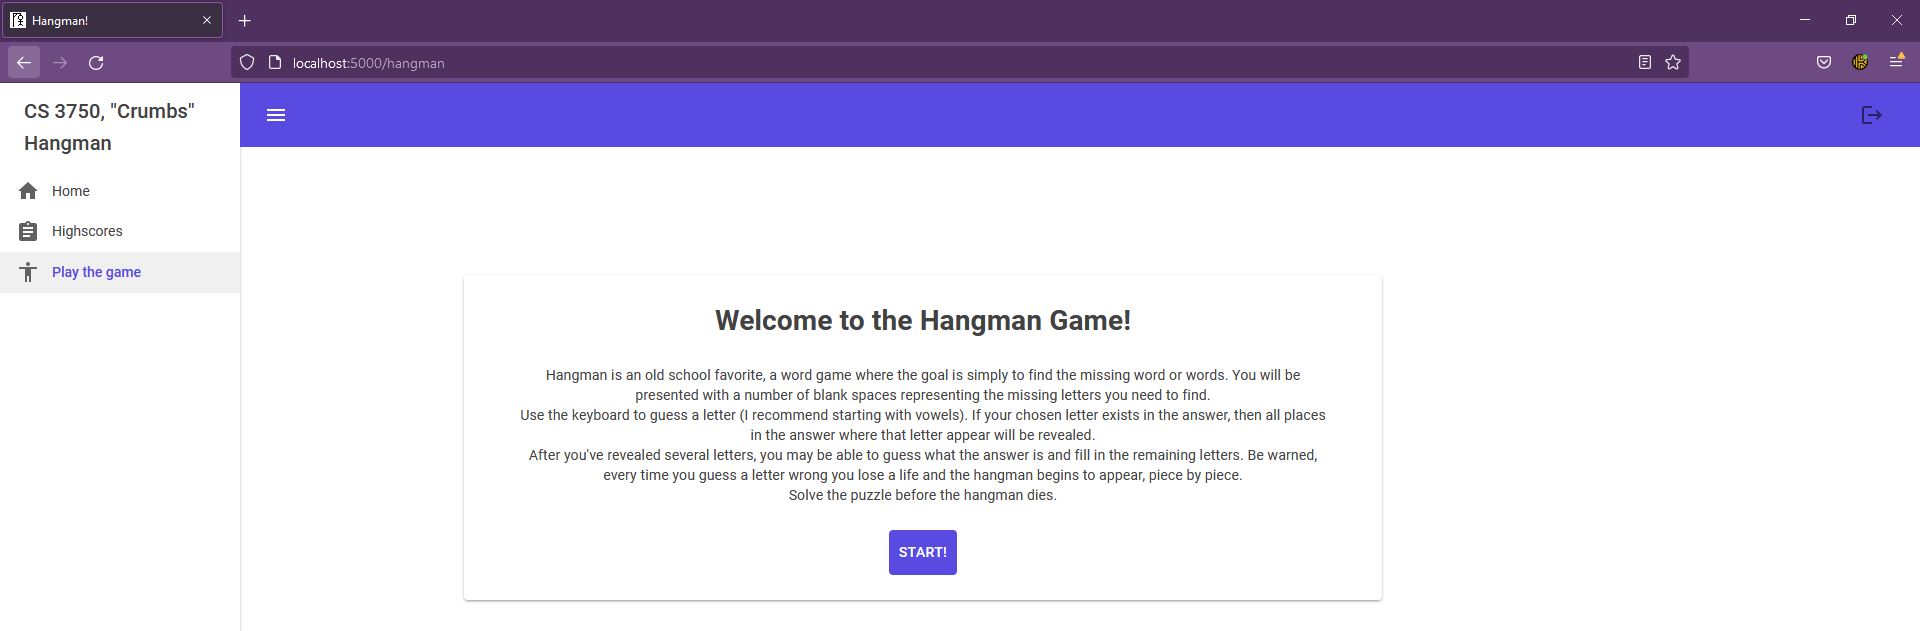 Hangman!
localhost:5000/hangman
CS 3750, "Crumbs"
Hangman
Home
Highscores
Play the game
Welcome to the Hangman Game!
Hangman is an old school favorite, a word game where the goal is simply to find the missing word or words. You will be
presented with a number of blank spaces representing the missing letters you need to find.
Use the keyboard to guess a letter (I recommend starting with vowels). If your chosen letter exists in the answer, then all places
in the answer where that letter appear will be revealed.
After you've revealed several letters, you may be able to guess what the answer is and fill in the remaining letters. Be warned,
every time you guess a letter wrong you lose a life and the hangman begins to appear, piece by piece.
Solve the puzzle before the hangman dies.
START!